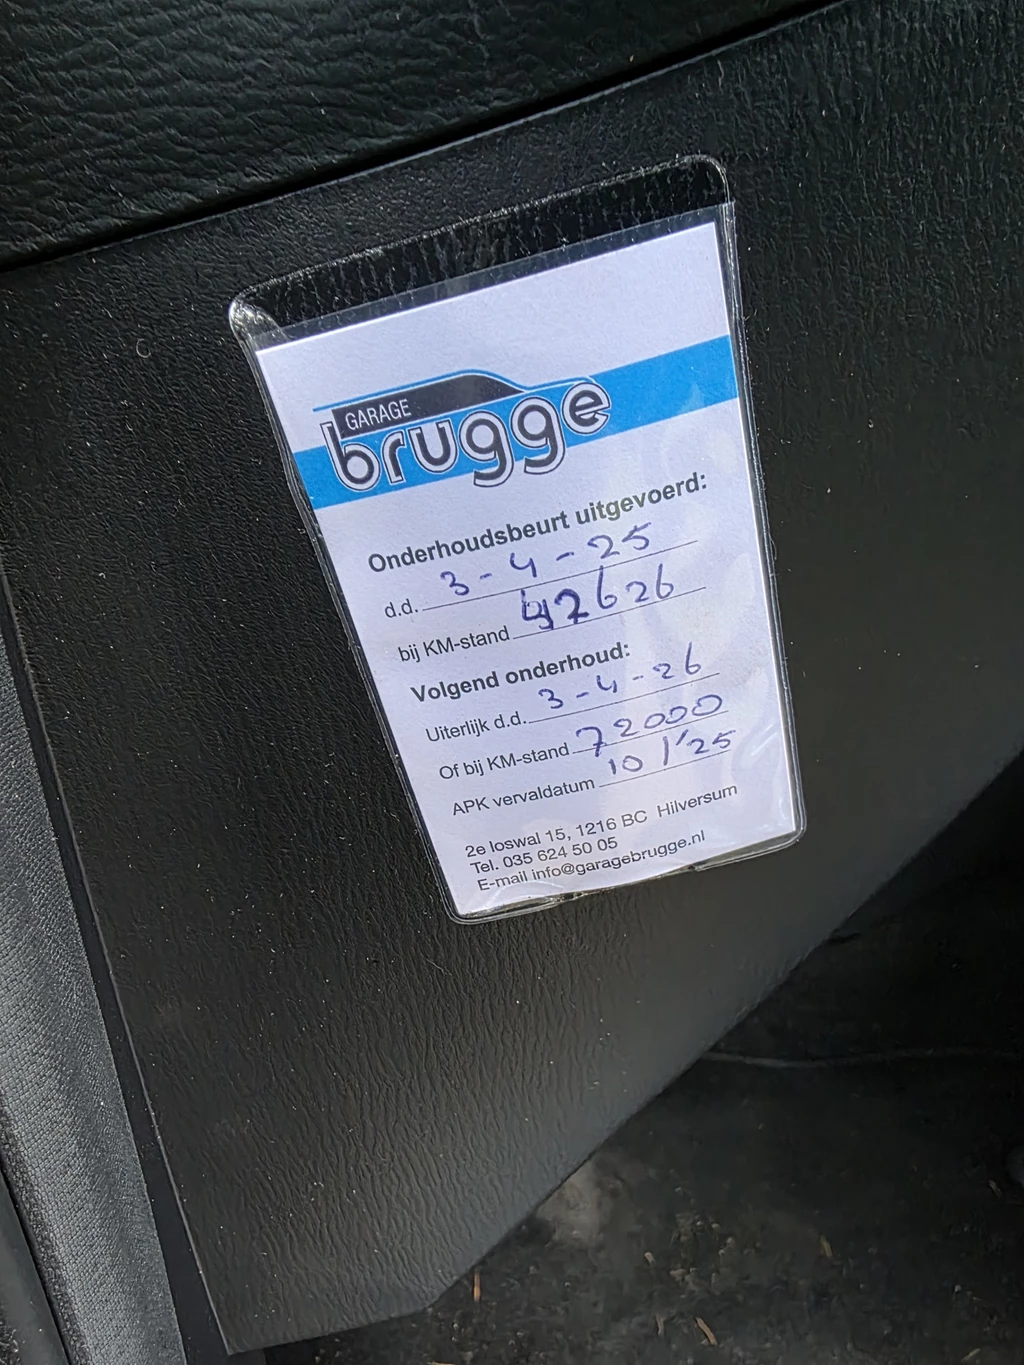 GARAGE
brugge
Onderhoudsbeurt uitgevoerd:
d.d. 3-4-25
bij KM-stand 42626
Volgend onderhoud:
Uiterlijk d.d. 3-4-26
Of bij KM-stand 72000
APK vervaldatum 10/'25
2e loswal 15, 1216 BC Hilversum
Tel. 035 624 50 05
E-mail info@garagebrugge.nl